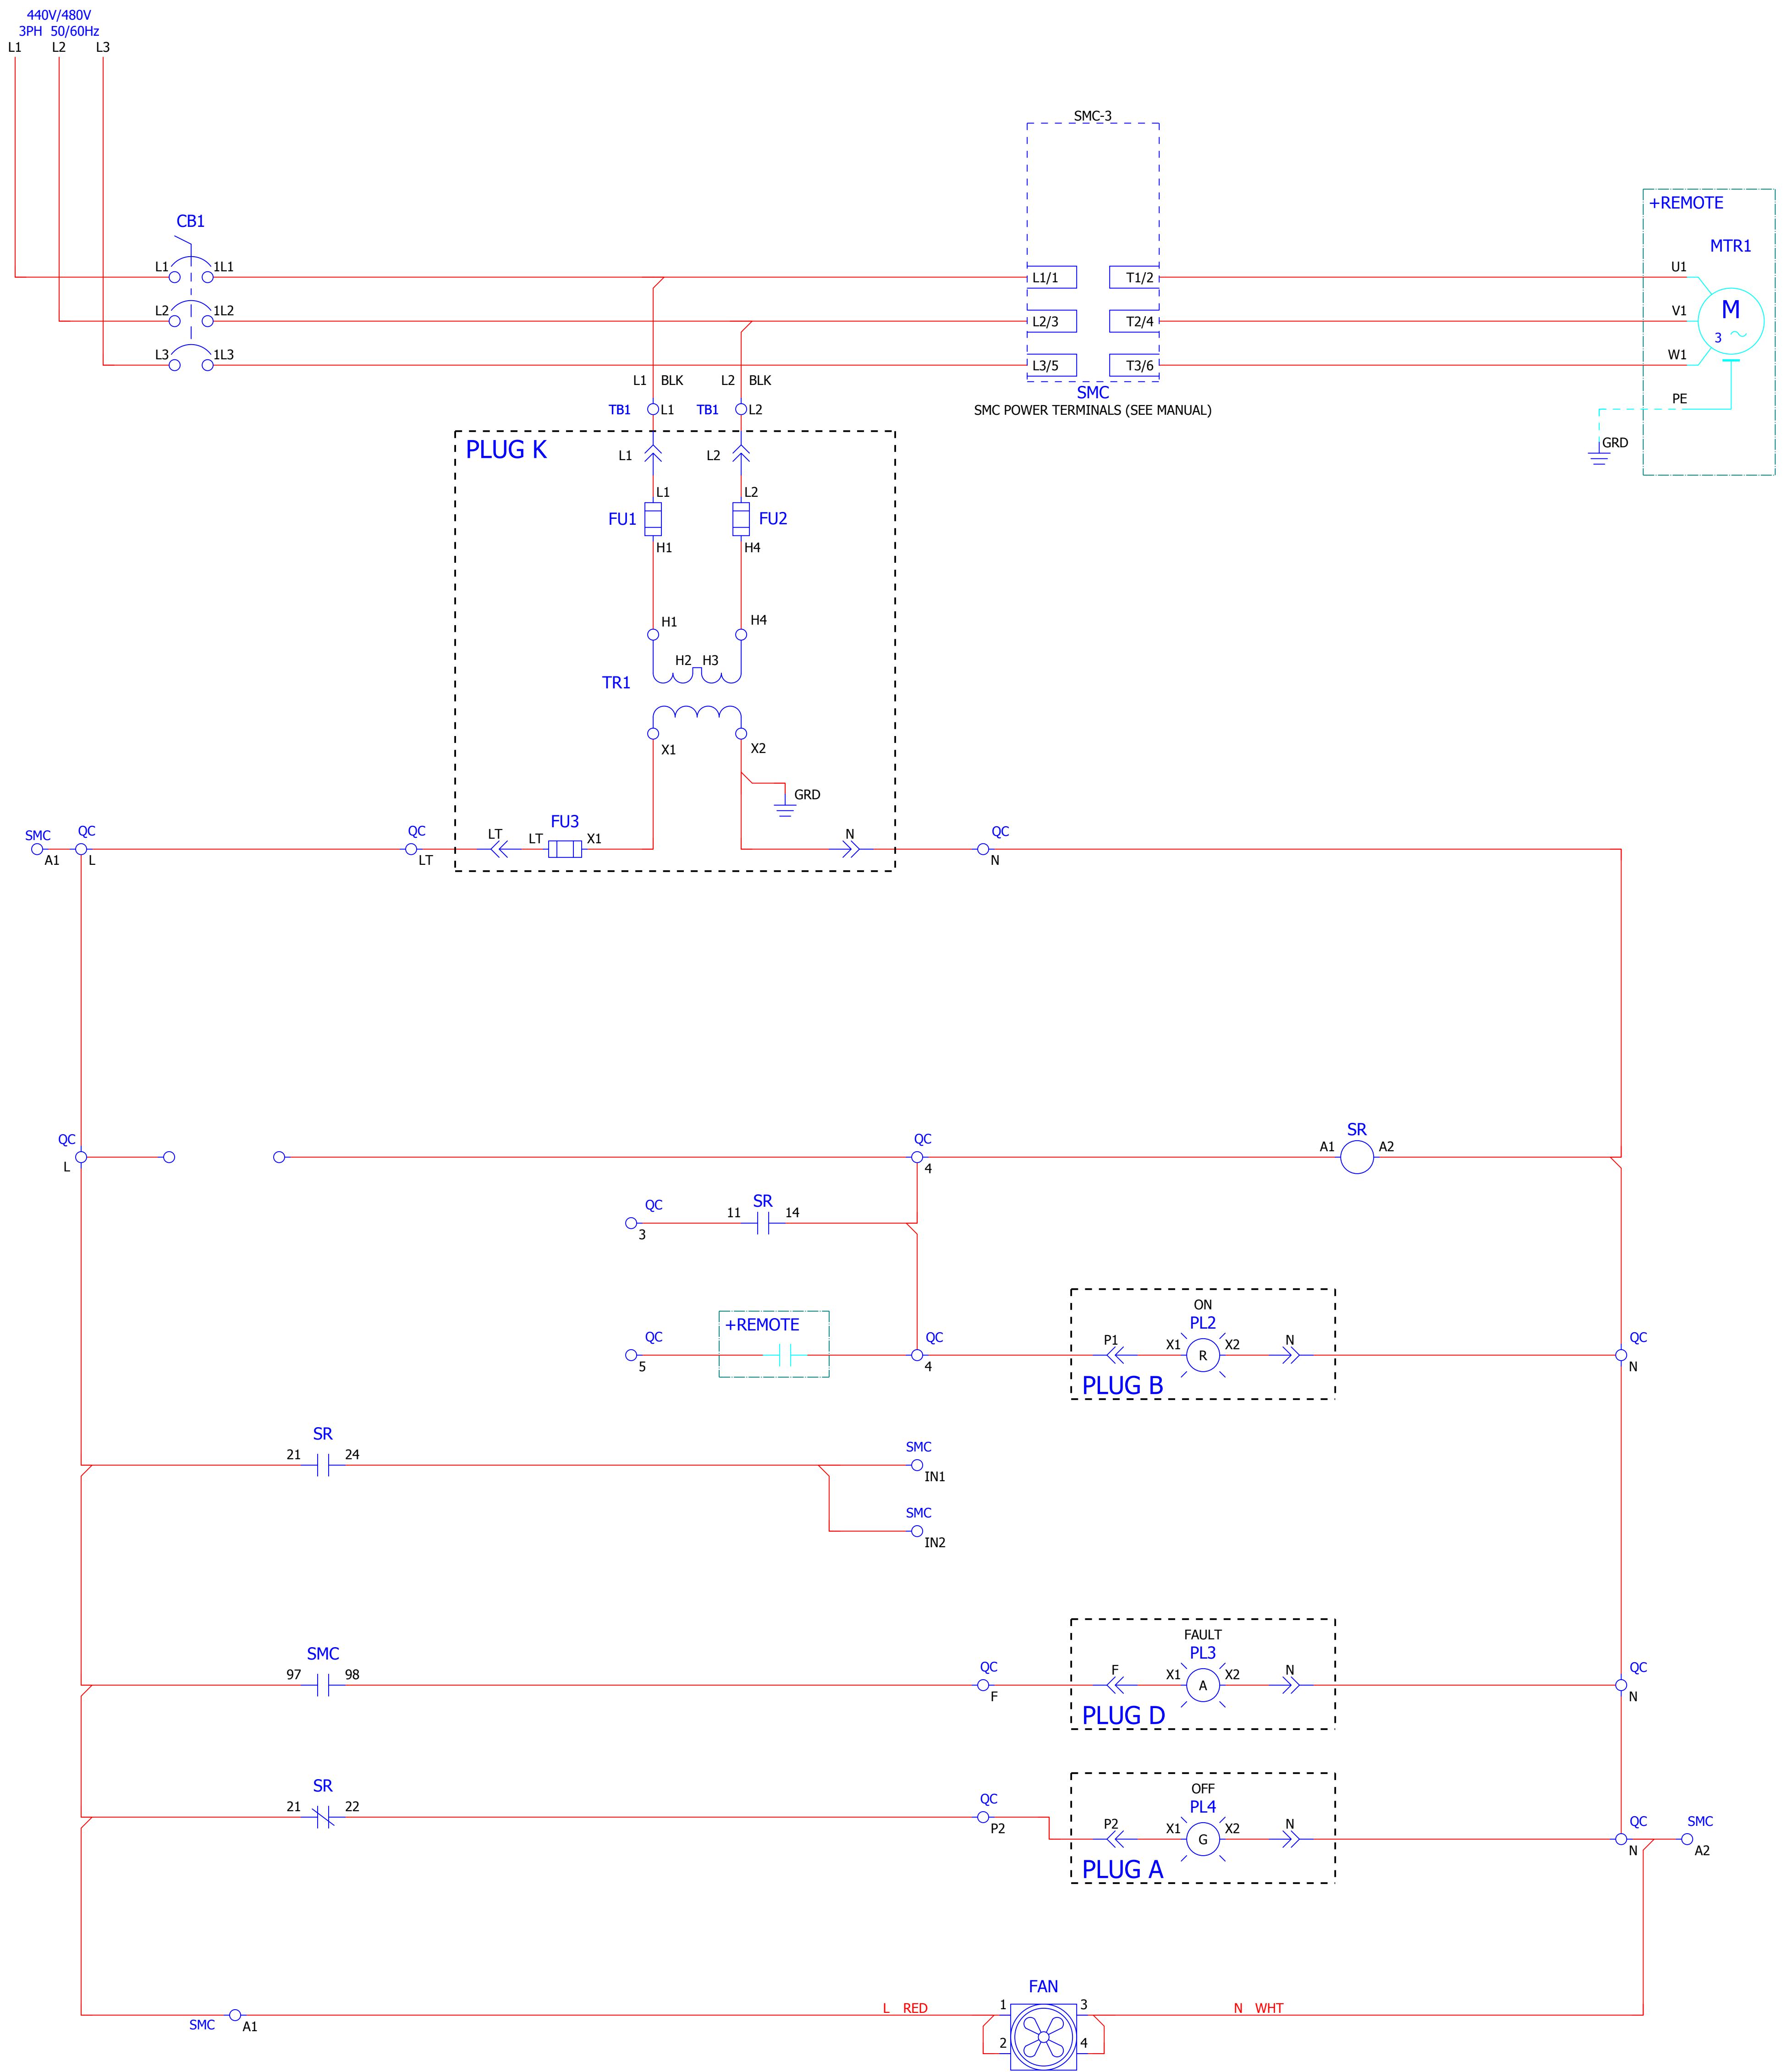 440V/480V
3PH 50/60Hz
L1 L2 L3
SMC-3
+REMOTE
CB1
MTR1
L1 1L1 L1/1 T1/2 U1
L2 1L2 L2/3 T2/4 V1
M
3
L3 1L3 L3/5 T3/6 W1
L1 BLK L2 BLK
SMC
PE
TB1 L1 TB1 L2
SMC POWER TERMINALS (SEE MANUAL)
GRD
PLUG K
L1 L2
L1 L2
FU1 FU2
H1 H4
H1 H4
H2 H3
TR1
X1 X2
GRD
FU3
SMC QC QC LT LT X1 N QC
A1 L LT N
QC QC SR
A1 A2
L 4
QC SR
11 14
3
ON
+REMOTE PL2
QC QC P1 X1 R X2 N QC
5 4 N
PLUG B
SR SMC
21 24
IN1
SMC
IN2
FAULT
SMC PL3
97 98 QC F X1 A X2 N QC
F N
PLUG D
SR OFF
21 22 QC PL4
P2 P2 X1 G X2 N QC SMC
N A2
PLUG A
FAN
L RED 1 3 N WHT
SMC A1
2 4